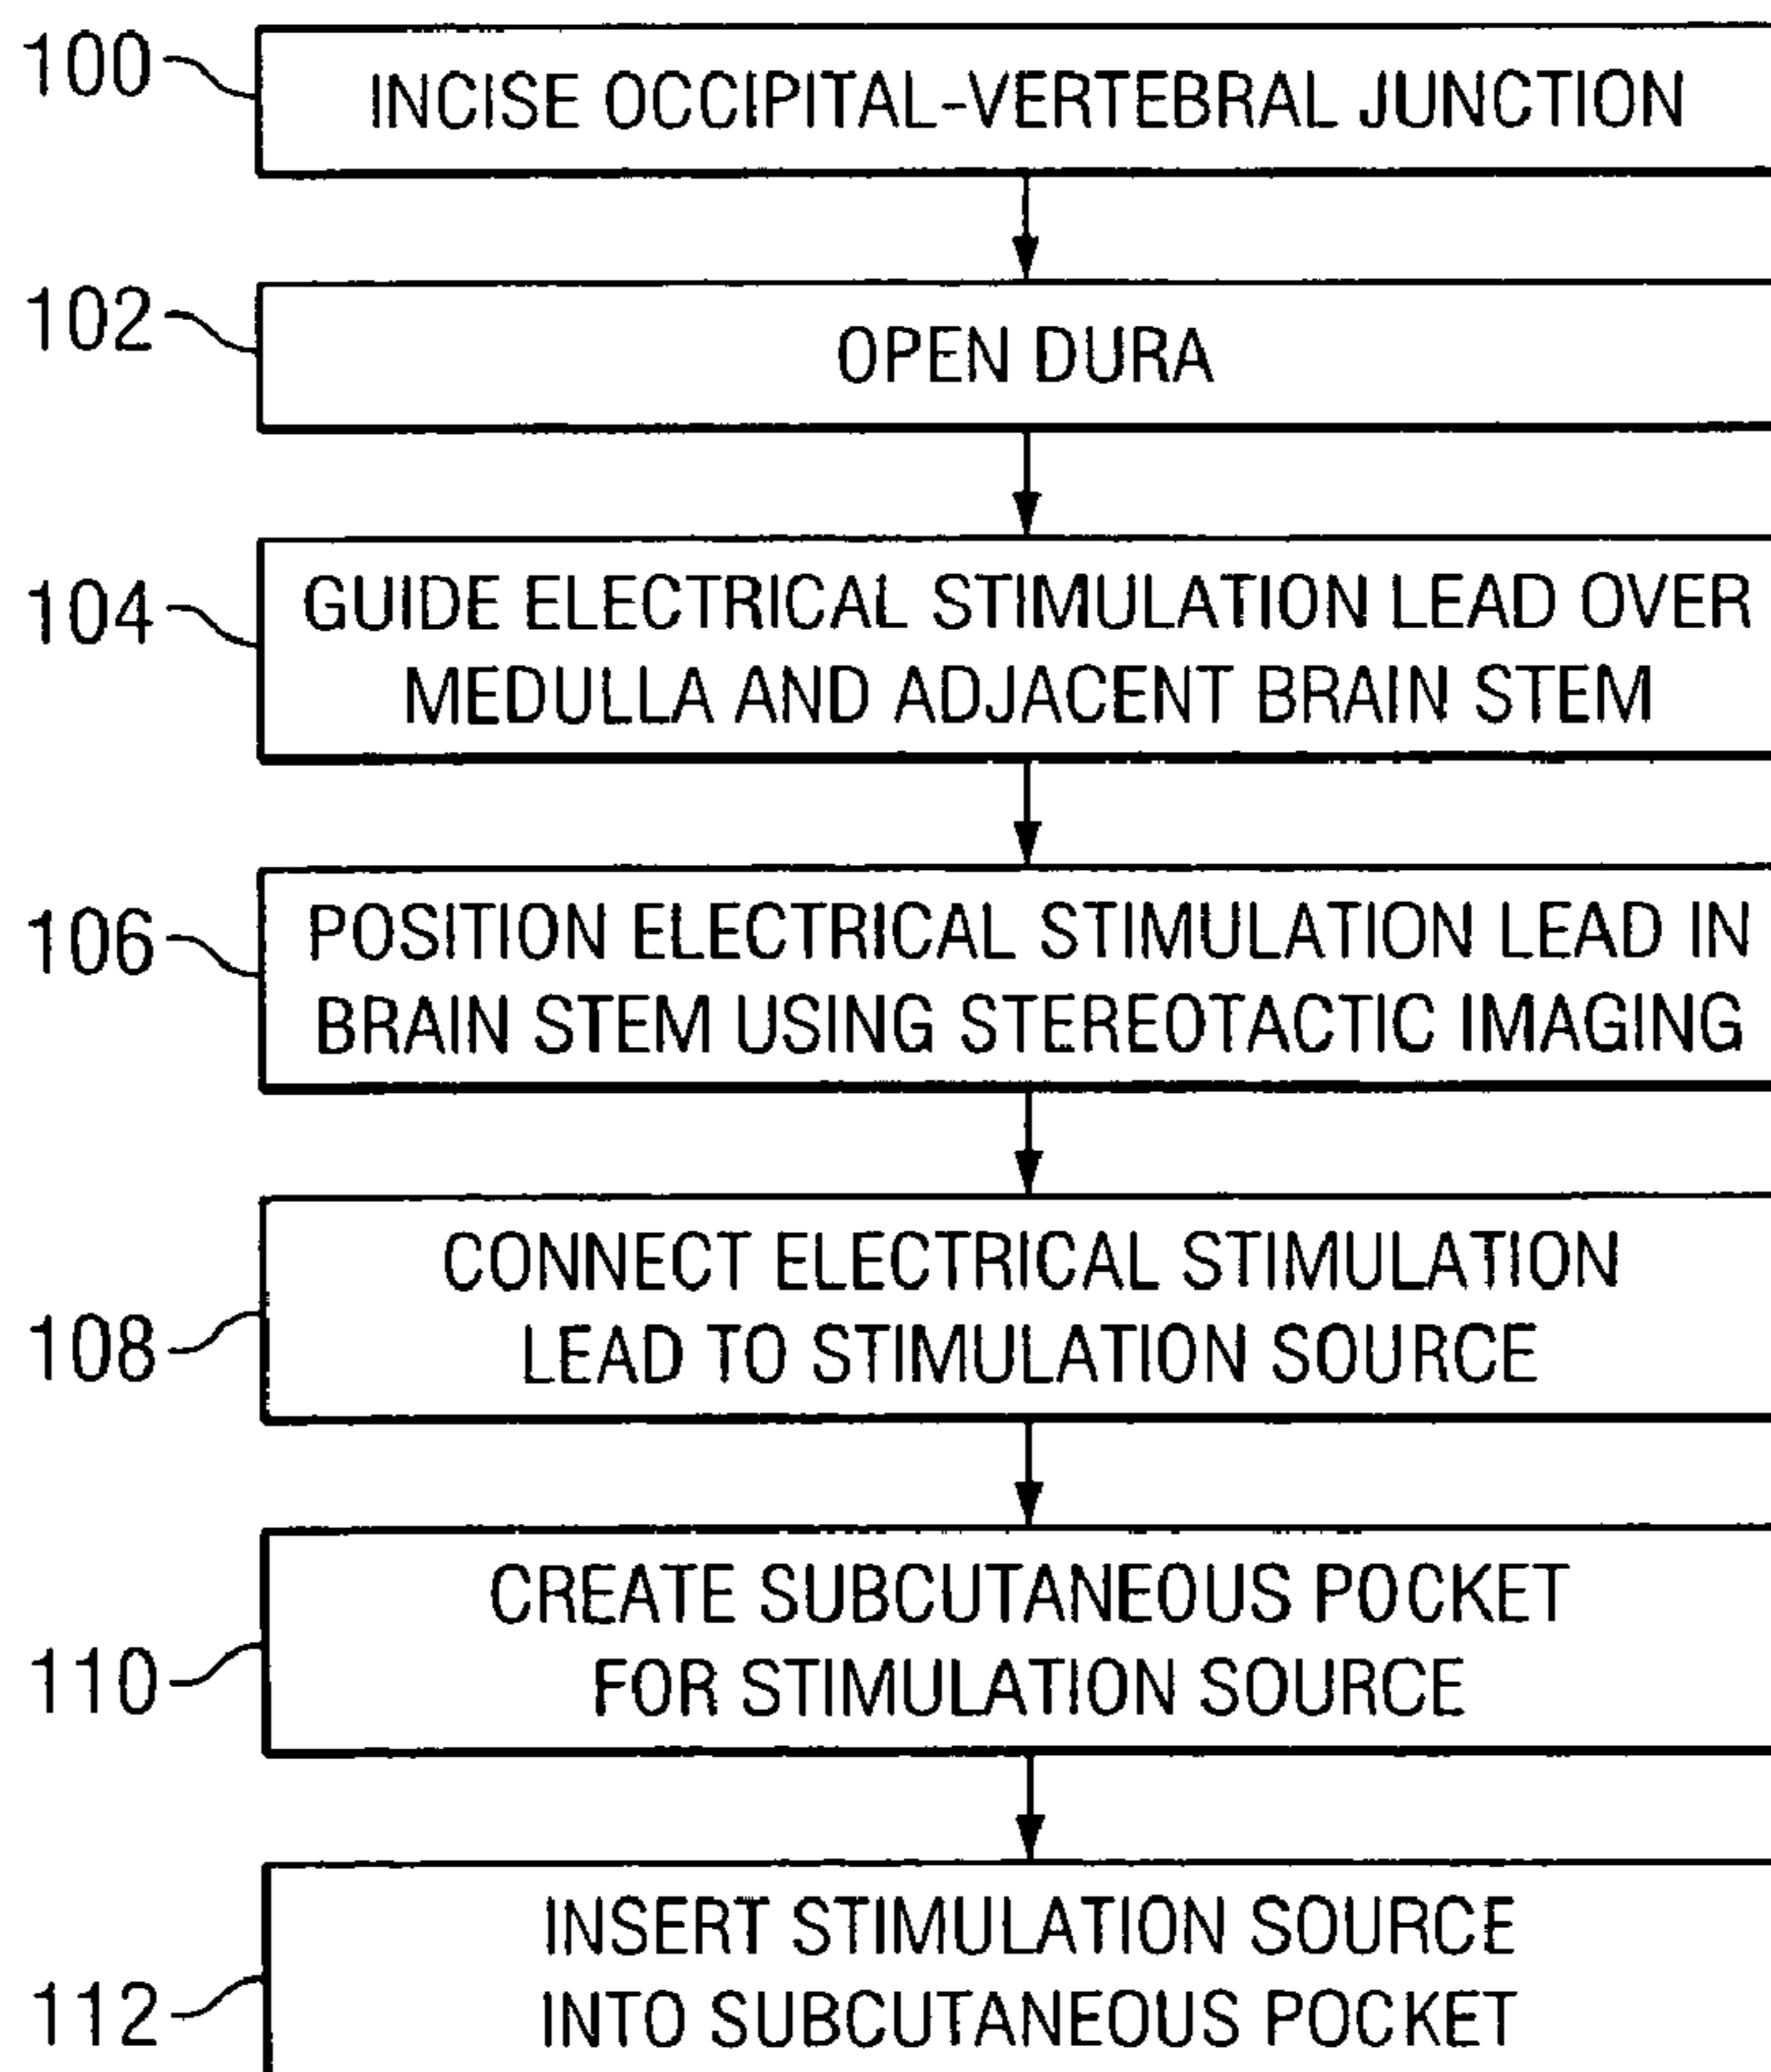 100
INCISE OCCIPITAL-VERTEBRAL JUNCTION
102
OPEN DURA
104
GUIDE ELECTRICAL STIMULATION LEAD OVER
MEDULLA AND ADJACENT BRAIN STEM
106
POSITION ELECTRICAL STIMULATION LEAD IN
BRAIN STEM USING STEREOTACTIC IMAGING
108
CONNECT ELECTRICAL STIMULATION
LEAD TO STIMULATION SOURCE
110
CREATE SUBCUTANEOUS POCKET
FOR STIMULATION SOURCE
112
INSERT STIMULATION SOURCE
INTO SUBCUTANEOUS POCKET